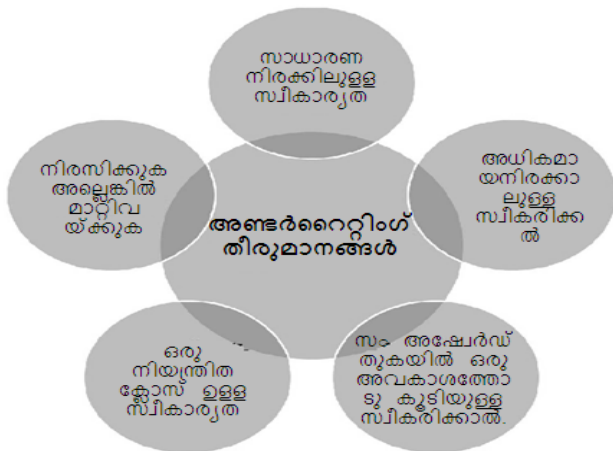 സാധാരണ
നിരക്കിലുള്ള
സ്വീകാര്യത
അധികമാ
യനിരക്കാ
ലുള്ള
സ്വീകരിക്ക
ൽ
സം അഷ്വേർഡ്
തുകയിൽ ഒരു
അവകാശത്തോ
ടു കൂടിയുള്ള
സ്വീകരിക്കാൽ.
ഒരു
നിയന്ത്രിത
ക്ലോസ് ഉള്ള
സ്വീകാര്യത
നിരസിക്കുക
അല്ലെങ്കിൽ
മാറ്റിവ
യ്ക്കുക
അണ്ടർറൈറ്റിംഗ്
തീരുമാനങ്ങൾ